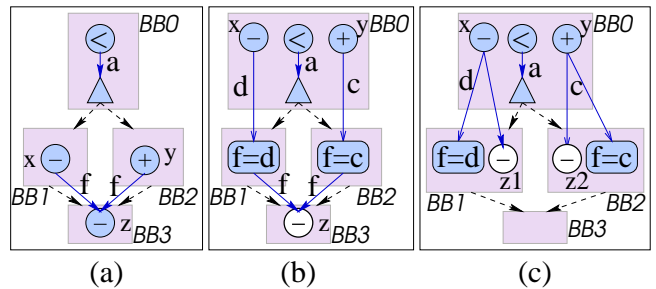 < BB0
a
x − + y
f f
BB1 BB2
− z
BB3
(a)
x − < + y BB0
a
d c
f=d f=c
f f
BB1 BB2
− z
BB3
(b)
x − < + y BB0
d a c
f=d − − f=c
z1 z2
BB1 BB2
BB3
(c)